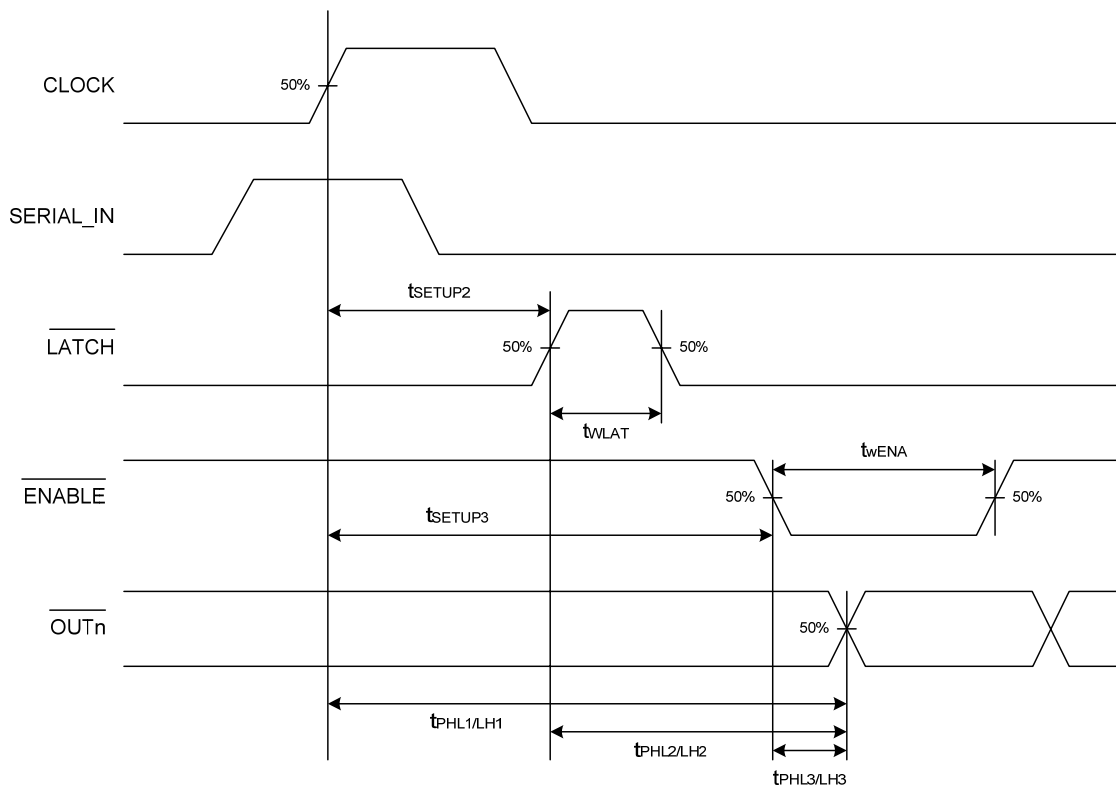 CLOCK
50%
SERIAL_IN
tSETUP2
LATCH
50%
50%
tWLAT
twENA
ENABLE
50%
50%
tSETUP3
OUTn
50%
tPHL1/LH1
tPHL2/LH2
tPHL3/LH3